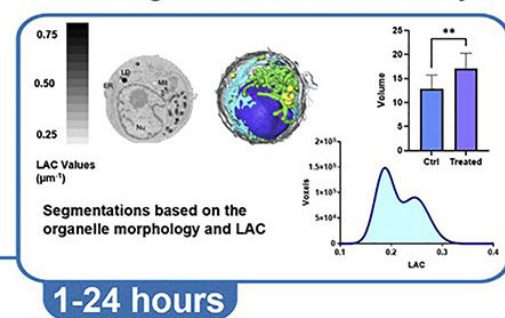 0.75
0.50
0.25
LAC Values
(µm⁻¹)
LD
ER
Mit
Nu
Segmentations based on the
organelle morphology and LAC
**
25
20
15
10
5
0
Volume
Ctrl Treated
2×10⁵
1.5×10⁵
1×10⁵
5×10⁴
0
Voxels
0.1 0.2 0.3 0.4
LAC
1-24 hours